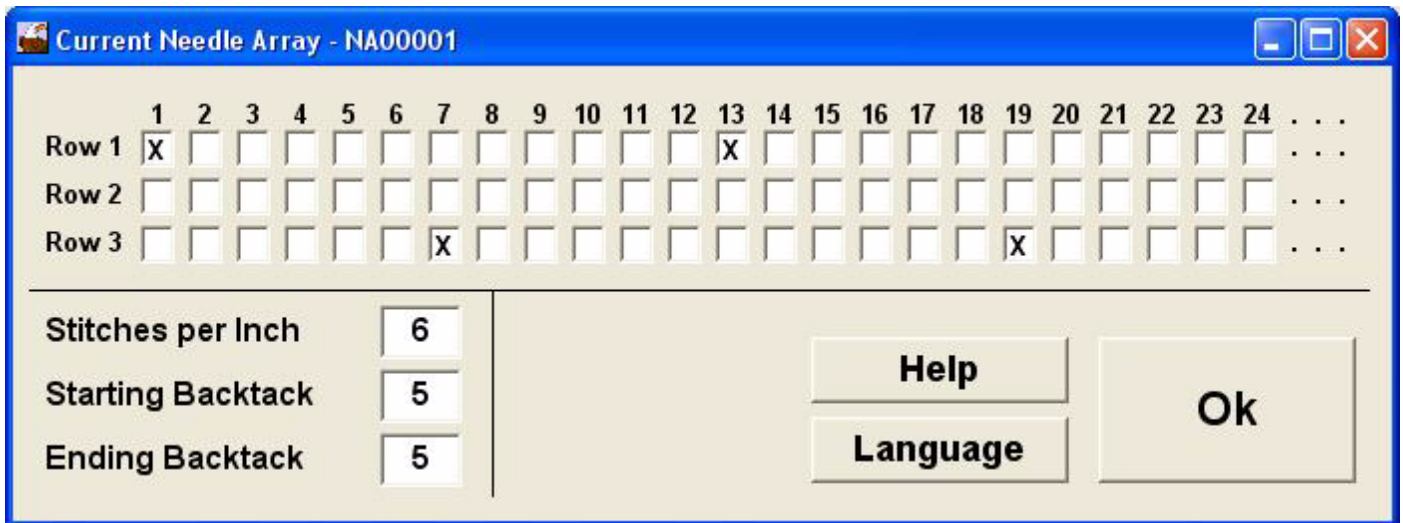 Current Needle Array - NA00001
1 2 3 4 5 6 7 8 9 10 11 12 13 14 15 16 17 18 19 20 21 22 23 24 . . .
Row 1 X X . . .
Row 2 . . .
Row 3 X X . . .
Stitches per Inch 6
Starting Backtack 5
Ending Backtack 5
Help
Language
Ok